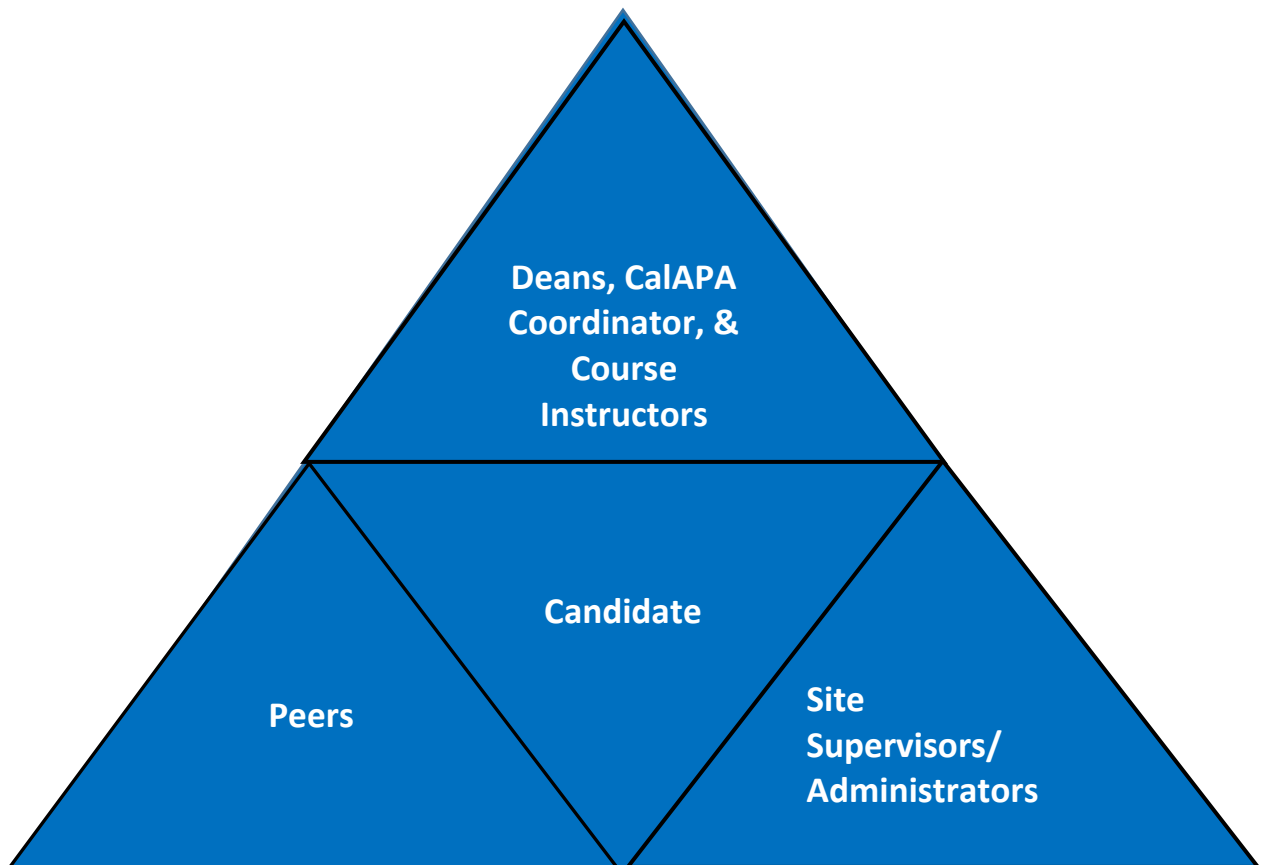 Deans, CalAPA
Coordinator, &
Course
Instructors
Candidate
Peers
Site
Supervisors/
Administrators